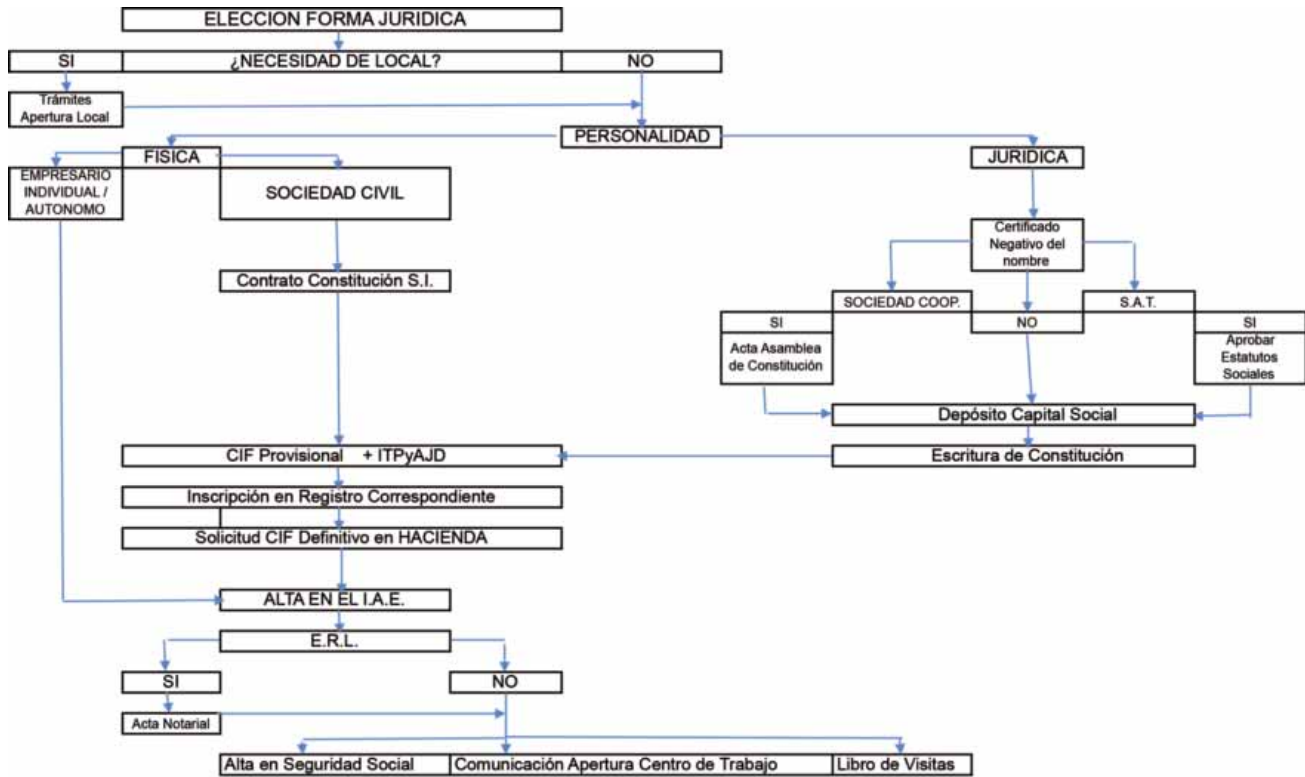 ELECCION FORMA JURIDICA
SI
¿NECESIDAD DE LOCAL?
NO
Trámites
Apertura Local
PERSONALIDAD
FISICA
JURIDICA
EMPRESARIO
INDIVIDUAL /
AUTONOMO
SOCIEDAD CIVIL
Certificado
Negativo del
nombre
Contrato Constitución S.I.
SOCIEDAD COOP.
S.A.T.
SI
NO
SI
Acta Asamblea
de Constitución
Aprobar
Estatutos
Sociales
Depósito Capital Social
CIF Provisional + ITPyAJD
Escritura de Constitución
Inscripción en Registro Correspondiente
Solicitud CIF Definitivo en HACIENDA
ALTA EN EL I.A.E.
E.R.L.
SI
NO
Acta Notarial
Alta en Seguridad Social
Comunicación Apertura Centro de Trabajo
Libro de Visitas